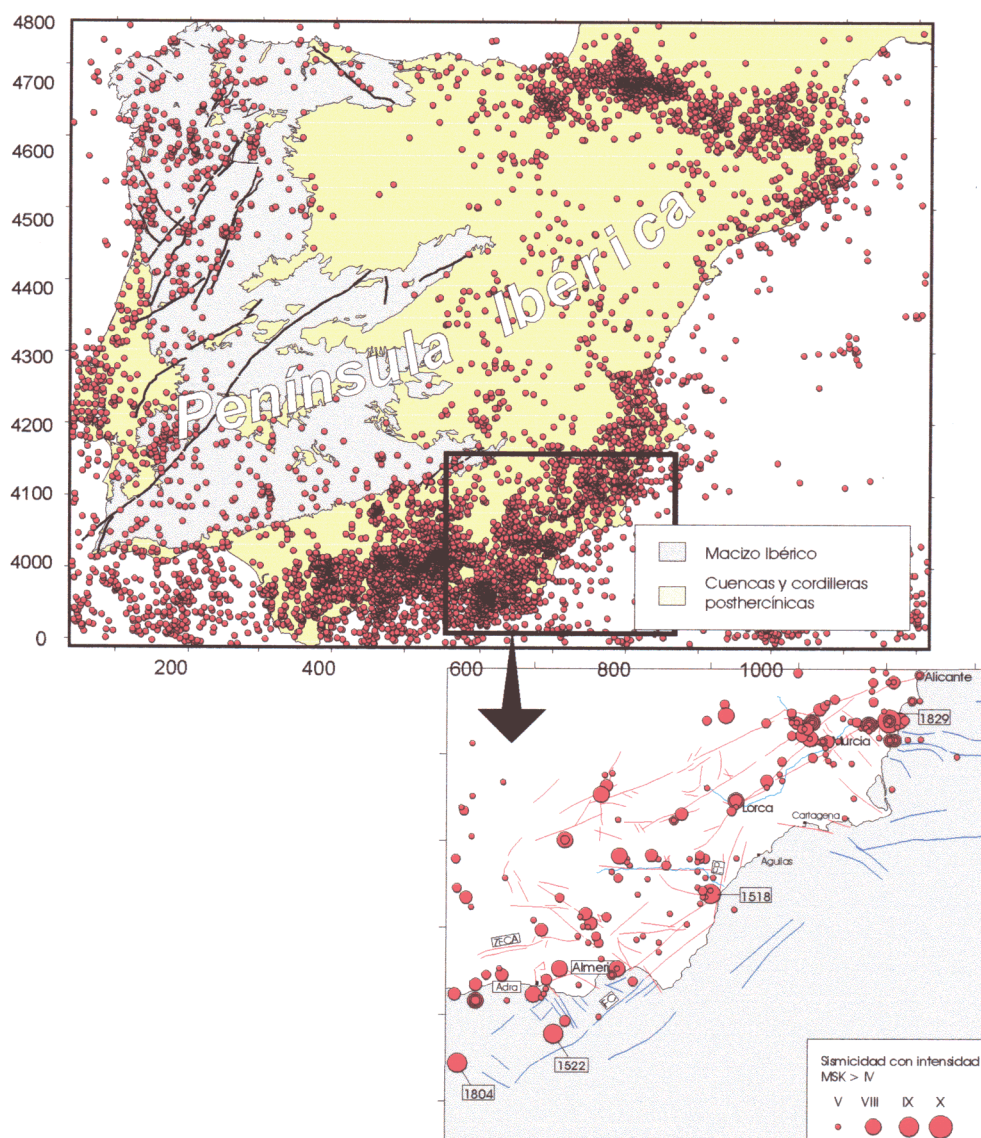 4800
4700
4600
4500
4400
4300
4200
4100
4000
0
200
400
600
800
1000
Península Ibérica
Macizo Ibérico
Cuencas y cordilleras
posthercínicas
Alicante
1829
Murcia
Lorca
Cartagena
Aguilas
1518
ZECA
Almerí
Adra
1522
1804
Sismicidad con intensidad
MSK > IV
V VIII IX X